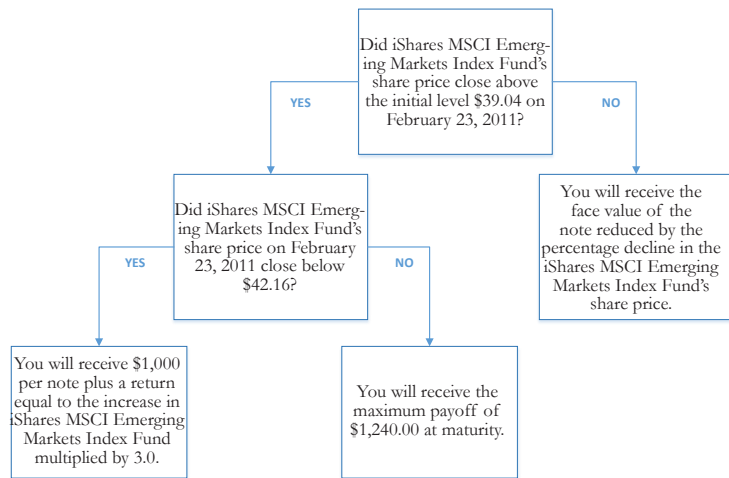 Did iShares MSCI Emerg-
ing Markets Index Fund's
share price close above
the initial level $39.04 on
February 23, 2011?
YES
NO
Did iShares MSCI Emerg-
ing Markets Index Fund's
share price on February
23, 2011 close below
$42.16?
You will receive the
face value of the
note reduced by the
percentage decline in the
iShares MSCI Emerging
Markets Index Fund's
share price.
YES
NO
You will receive $1,000
per note plus a return
equal to the increase in
iShares MSCI Emerging
Markets Index Fund
multiplied by 3.0.
You will receive the
maximum payoff of
$1,240.00 at maturity.